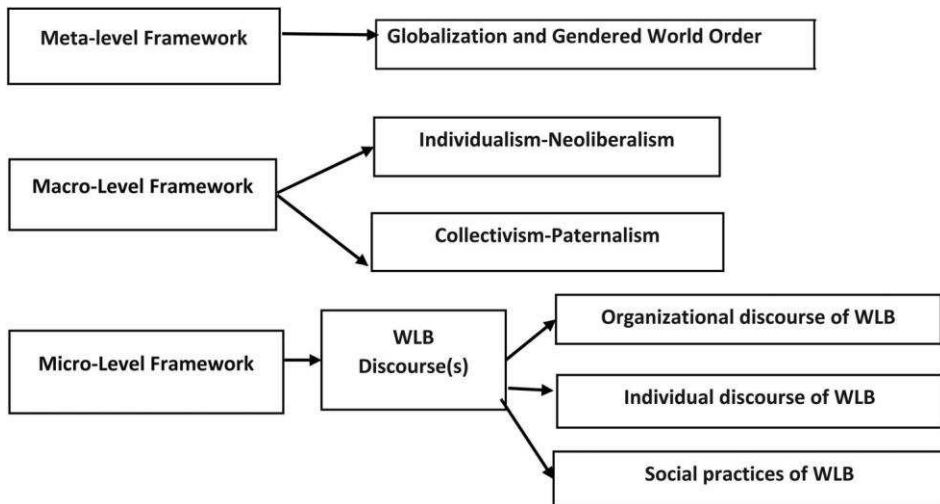 Meta-level Framework
Globalization and Gendered World Order
Individualism-Neoliberalism
Macro-Level Framework
Collectivism-Paternalism
Micro-Level Framework
WLB
Discourse(s)
Organizational discourse of WLB
Individual discourse of WLB
Social practices of WLB